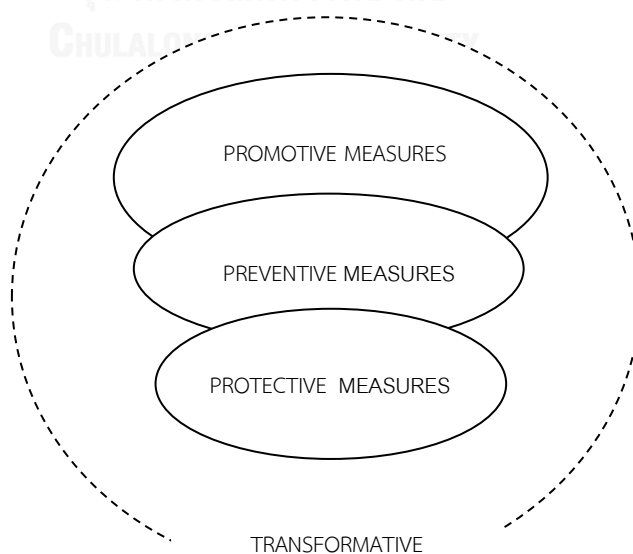 PROMOTIVE MEASURES
PREVENTIVE MEASURES
PROTECTIVE MEASURES
TRANSFORMATIVE